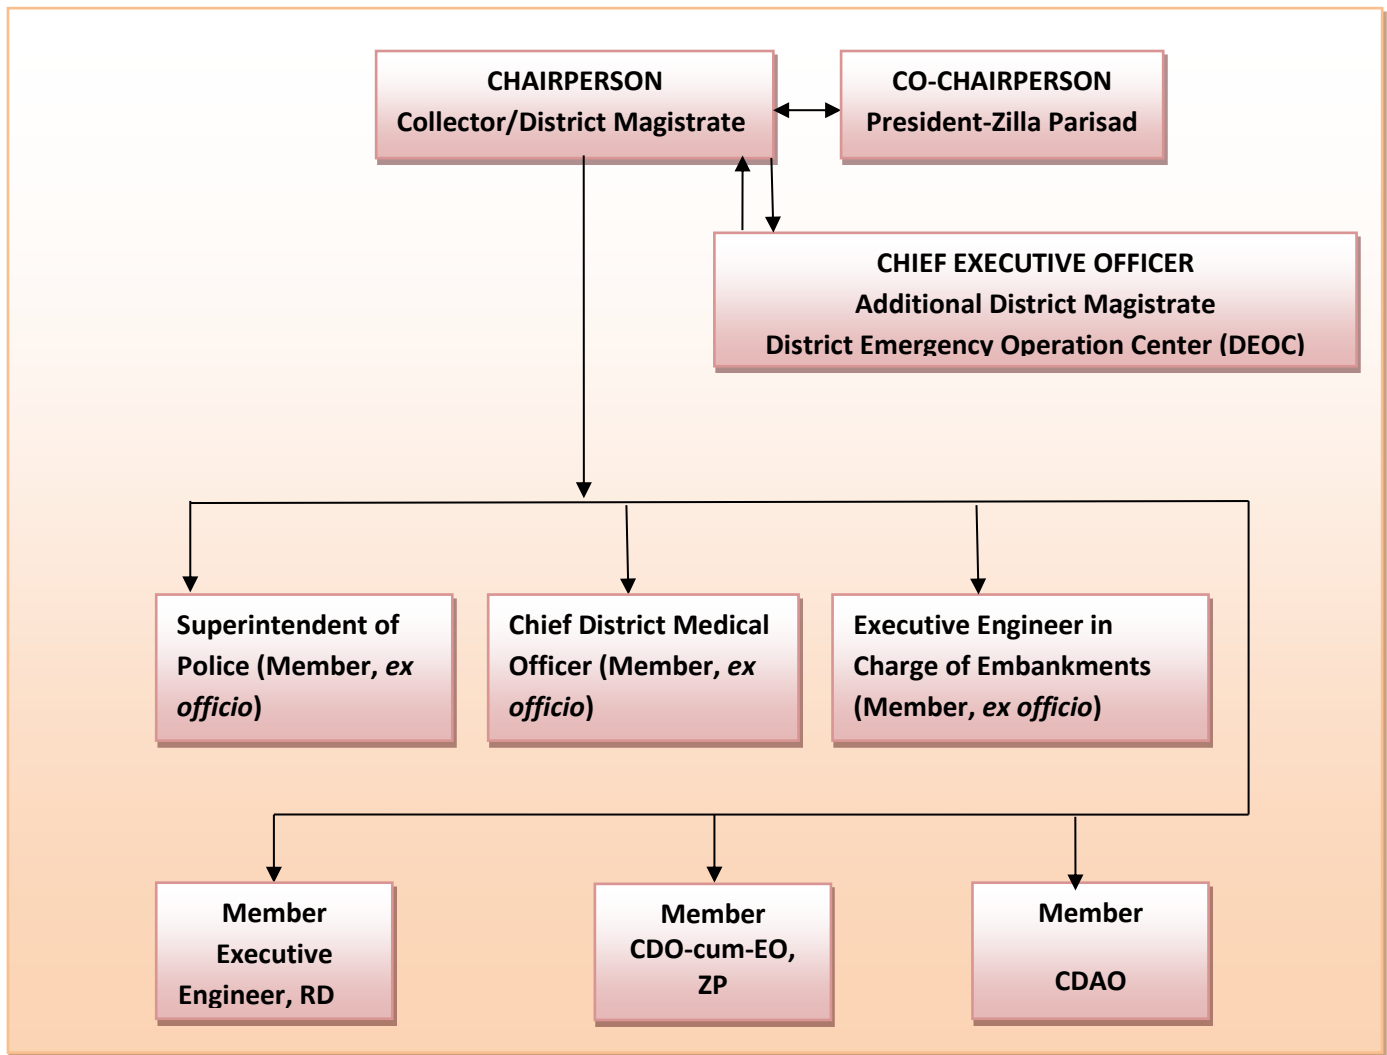 CHAIRPERSON
Collector/District Magistrate
CO-CHAIRPERSON
President-Zilla Parisad
CHIEF EXECUTIVE OFFICER
Additional District Magistrate
District Emergency Operation Center (DEOC)
Superintendent of
Police (Member, ex
officio)
Chief District Medical
Officer (Member, ex
officio)
Executive Engineer in
Charge of Embankments
(Member, ex officio)
Member
Executive
Engineer, RD
Member
CDO-cum-EO,
ZP
Member
CDAO